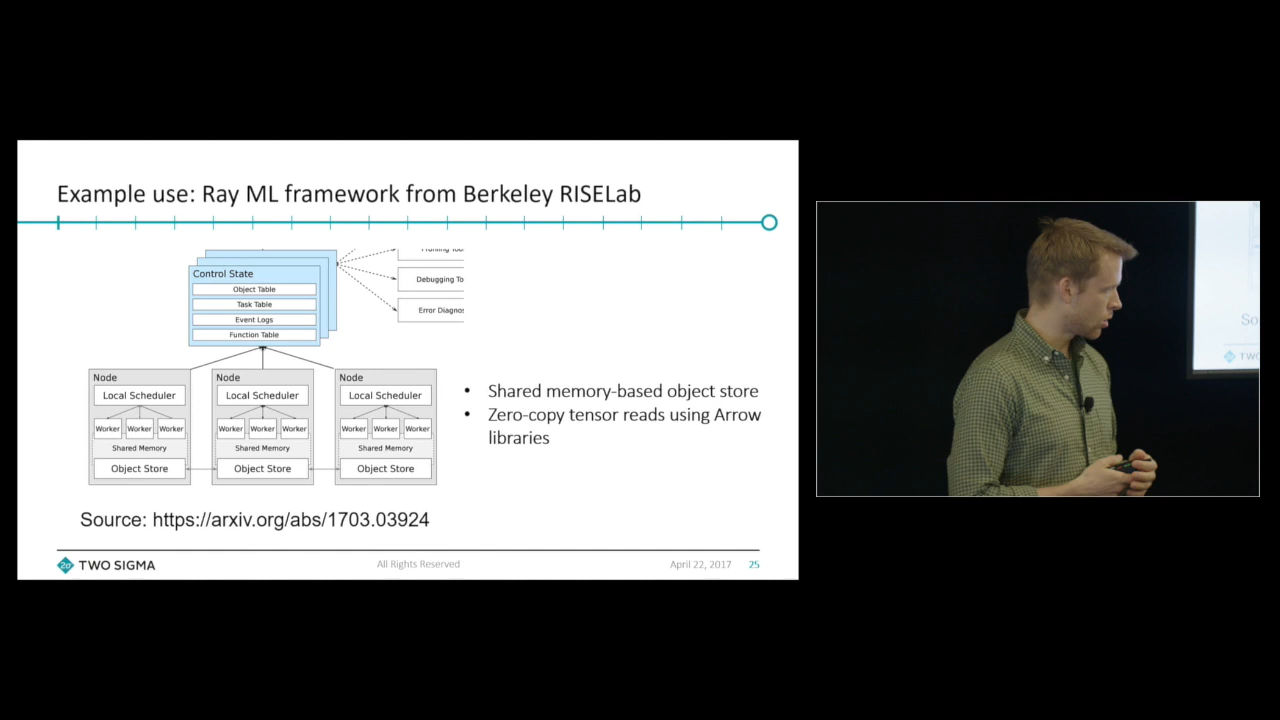 Example use: Ray ML framework from Berkeley RISELab
Control State
Object Table
Task Table
Event Logs
Function Table
Debugging To
Error Diagnos
Node
Local Scheduler
Worker Worker Worker
Shared Memory
Object Store
Node
Local Scheduler
Worker Worker Worker
Shared Memory
Object Store
Node
Local Scheduler
Worker Worker Worker
Shared Memory
Object Store
• Shared memory-based object store
• Zero-copy tensor reads using Arrow
libraries
Source: https://arxiv.org/abs/1703.03924
2σ TWO SIGMA
All Rights Reserved
April 22, 2017 25
So
TWO